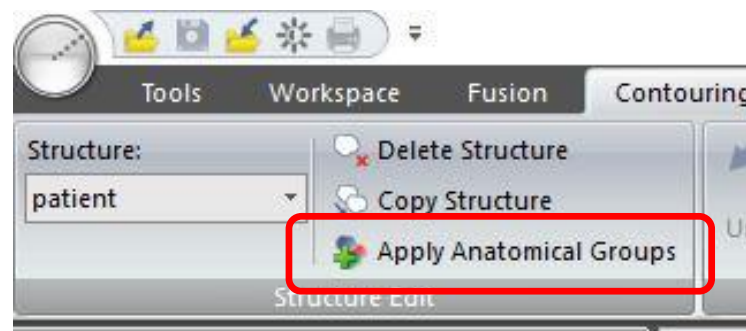 Tools Workspace Fusion Contouring
Structure:
patient
Delete Structure
Copy Structure
Apply Anatomical Groups
Structure Edit